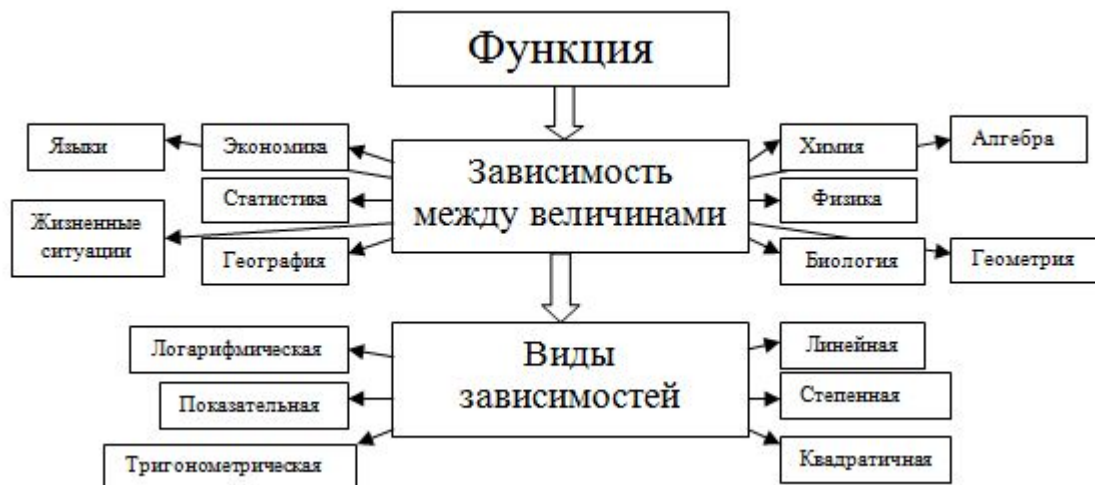 Функция
Языки
Экономика
Зависимость
между величинами
Химия
Алгебра
Статистика
Физика
Жизненные
ситуации
География
Биология
Геометрия
Логарифмическая
Виды
зависимостей
Линейная
Показательная
Степенная
Тригонометрическая
Квадратичная